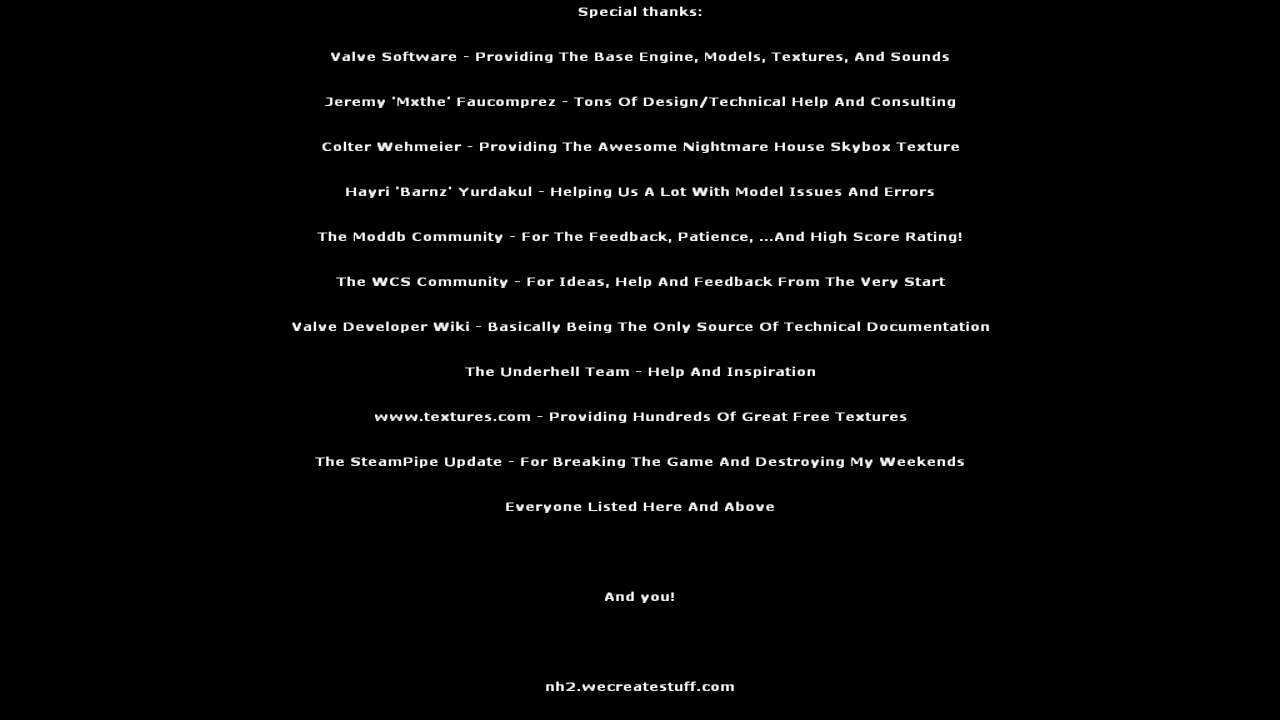 Special thanks:
Valve Software - Providing The Base Engine, Models, Textures, And Sounds
Jeremy 'Mxthe' Faucomprez - Tons Of Design/Technical Help And Consulting
Colter Wehmeier - Providing The Awesome Nightmare House Skybox Texture
Hayri 'Barnz' Yurdakul - Helping Us A Lot With Model Issues And Errors
The Moddb Community - For The Feedback, Patience, ...And High Score Rating!
The WCS Community - For Ideas, Help And Feedback From The Very Start
Valve Developer Wiki - Basically Being The Only Source Of Technical Documentation
The Underhell Team - Help And Inspiration
www.textures.com - Providing Hundreds Of Great Free Textures
The SteamPipe Update - For Breaking The Game And Destroying My Weekends
Everyone Listed Here And Above
And you!
nh2.wecreatestuff.com